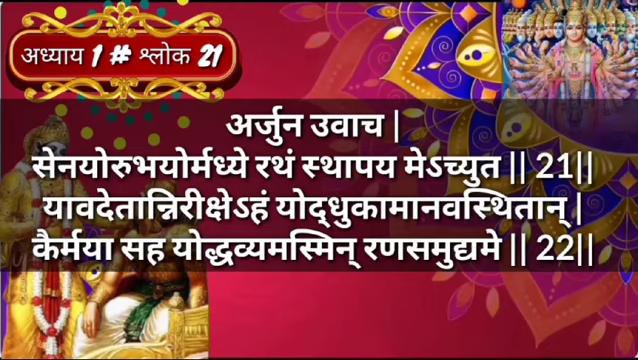 अध्याय 1 # श्लोक 21
अर्जुन उवाच |
सेनयोरुभयोर्मध्ये रथं स्थापय मेऽच्युत || 21||
यावदेतान्निरीक्षेऽहं योद्धुकामानवस्थितान् |
कैर्मया सह योद्धव्यमस्मिन् रणसमुद्यमे || 22||